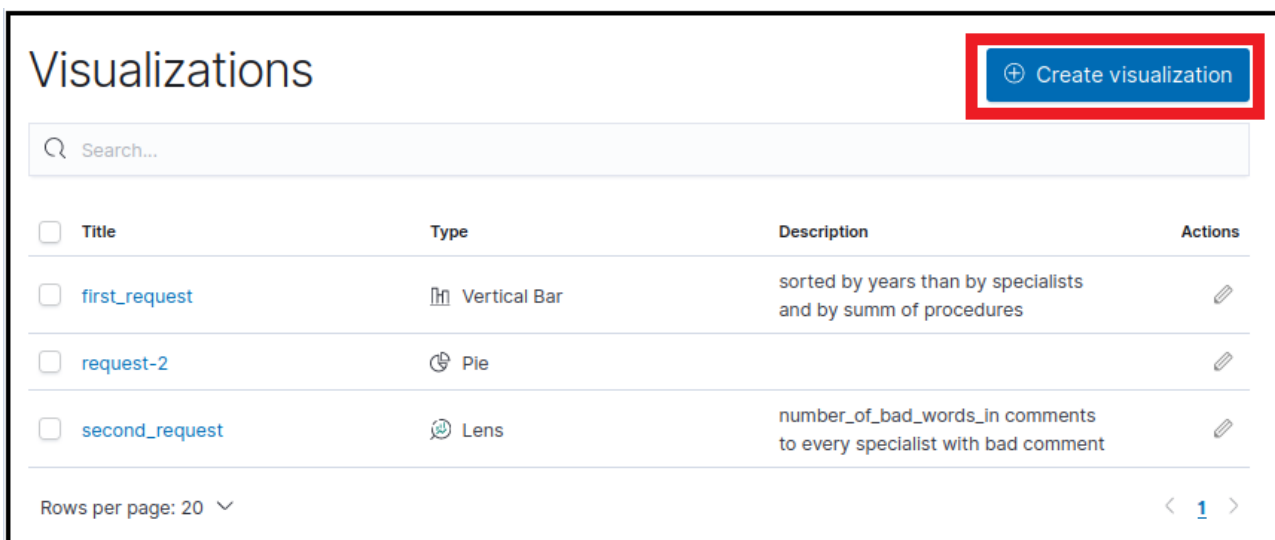 Visualizations
Create visualization
Search...
Title Type Description Actions
first_request Vertical Bar sorted by years than by specialists
and by summ of procedures
request-2 Pie
second_request Lens number_of_bad_words_in comments
to every specialist with bad comment
Rows per page: 20 1